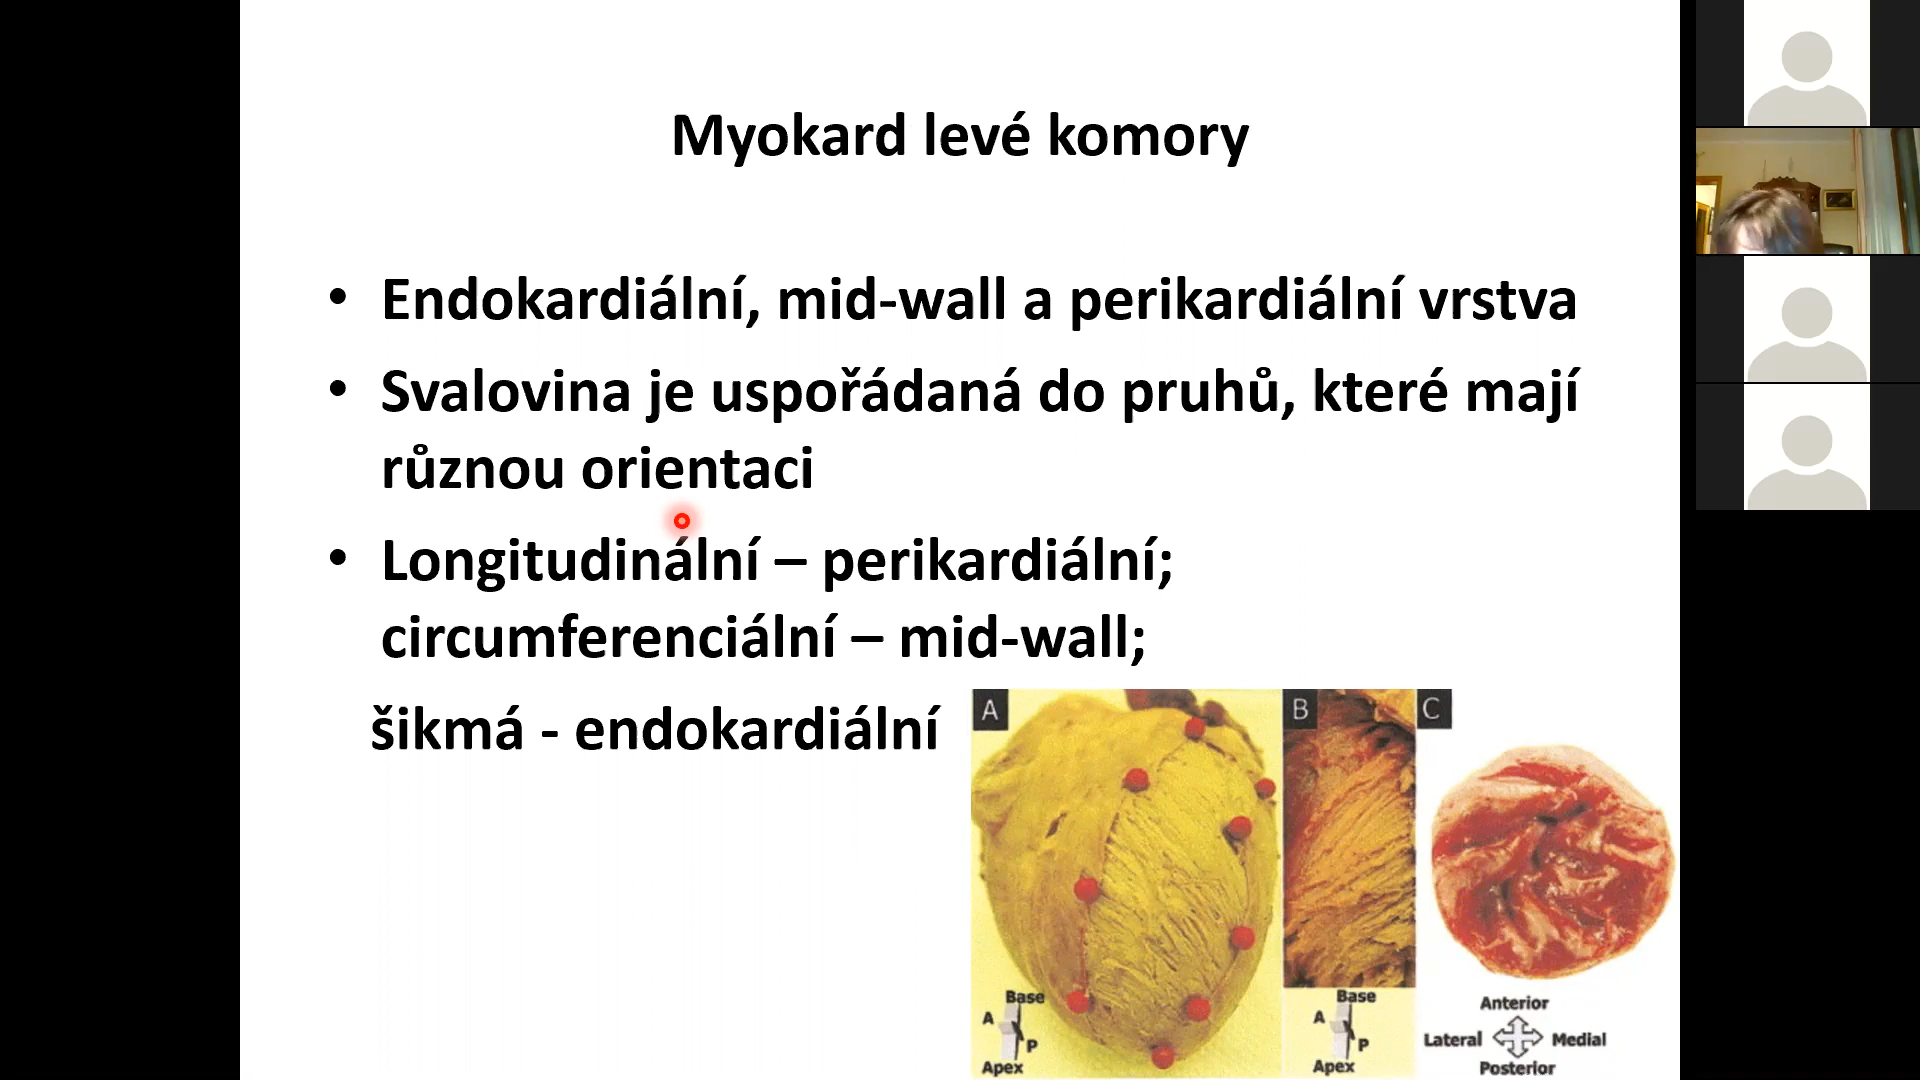 Myokard levé komory
• Endokardiální, mid-wall a perikardiální vrstva
• Svalovina je uspořádaná do pruhů, které mají
různou orientaci
• Longitudinální – perikardiální;
circumferenciální – mid-wall;
šikmá - endokardiální
A
B
C
Base
A
P
Apex
Base
A
P
Apex
Anterior
Lateral
Medial
Posterior